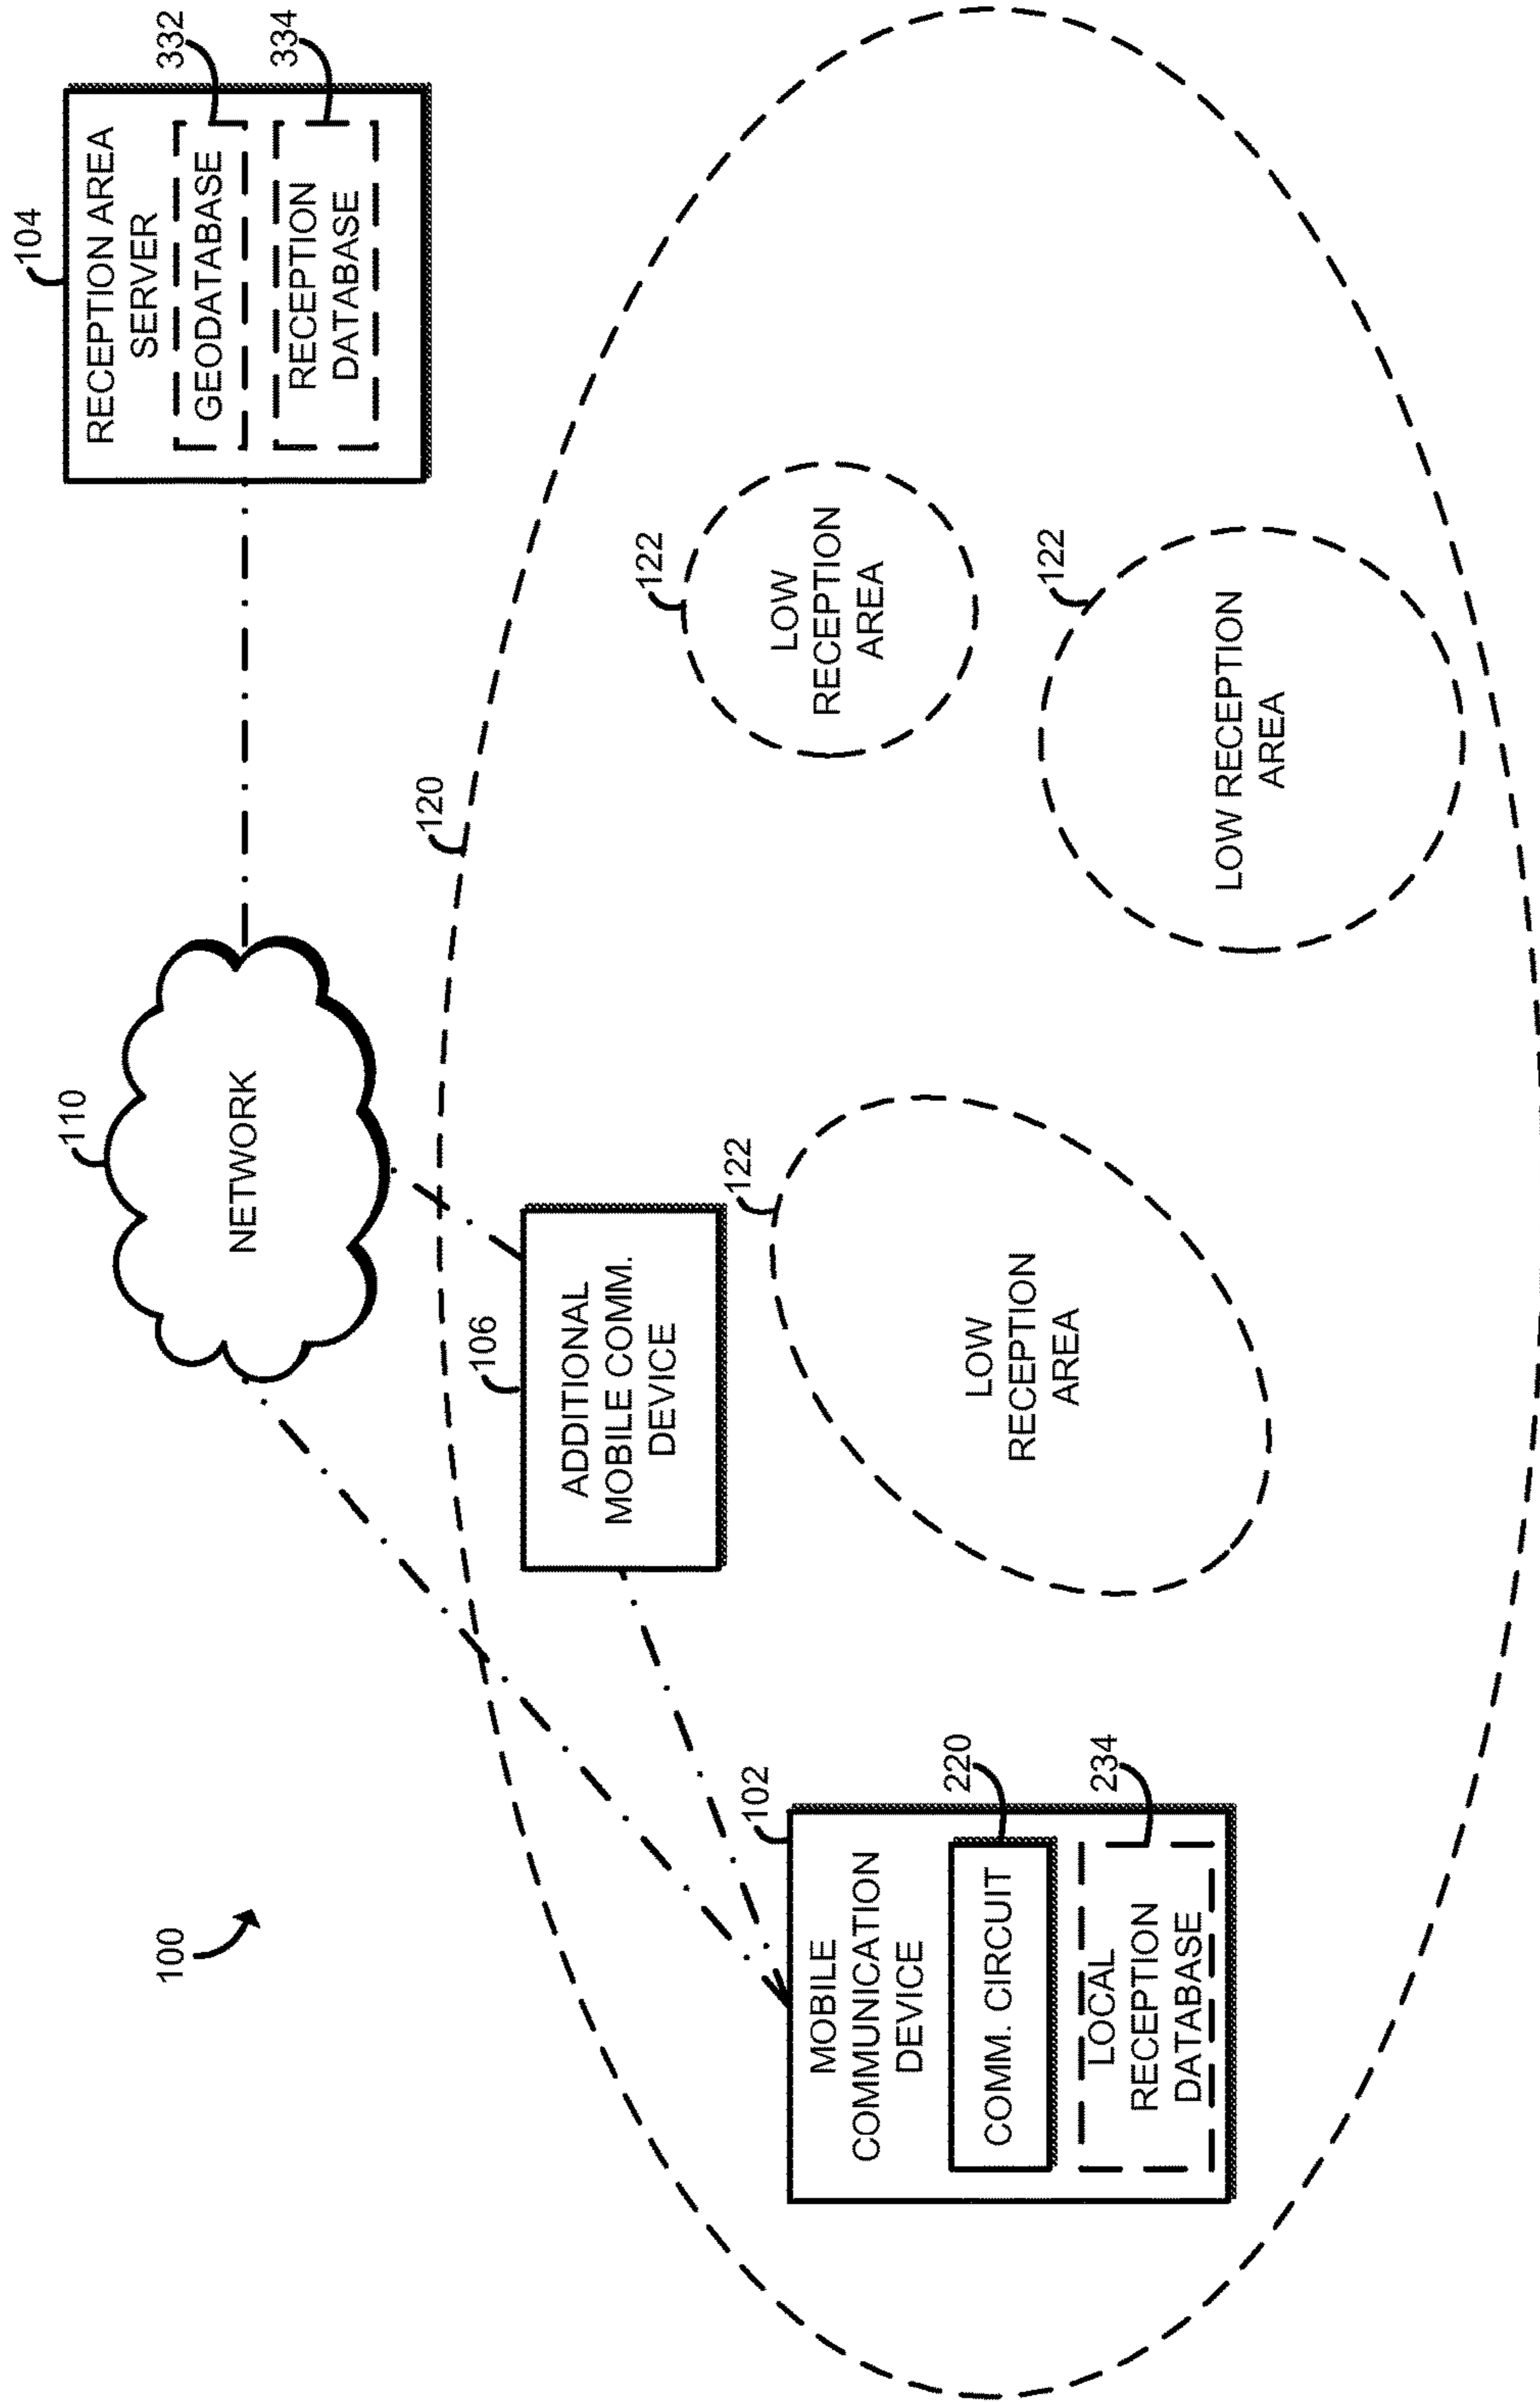 100
110
NETWORK
104
RECEPTION AREA
SERVER
GEODATABASE
332
RECEPTION
DATABASE
334
120
106
ADDITIONAL
MOBILE COMM.
DEVICE
102
MOBILE
COMMUNICATION
DEVICE
COMM. CIRCUIT
220
LOCAL
RECEPTION
DATABASE
234
122
LOW
RECEPTION
AREA
122
LOW
RECEPTION
AREA
122
LOW RECEPTION
AREA